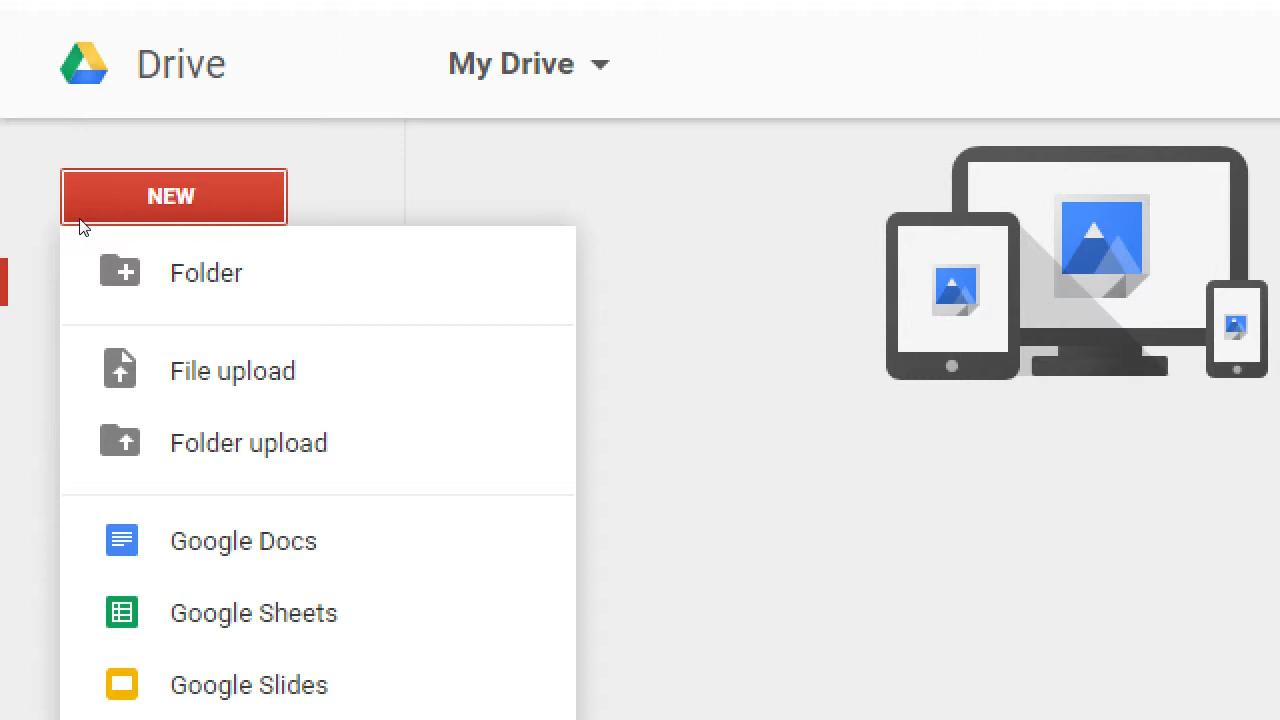 Drive
My Drive
NEW
Folder
File upload
Folder upload
Google Docs
Google Sheets
Google Slides